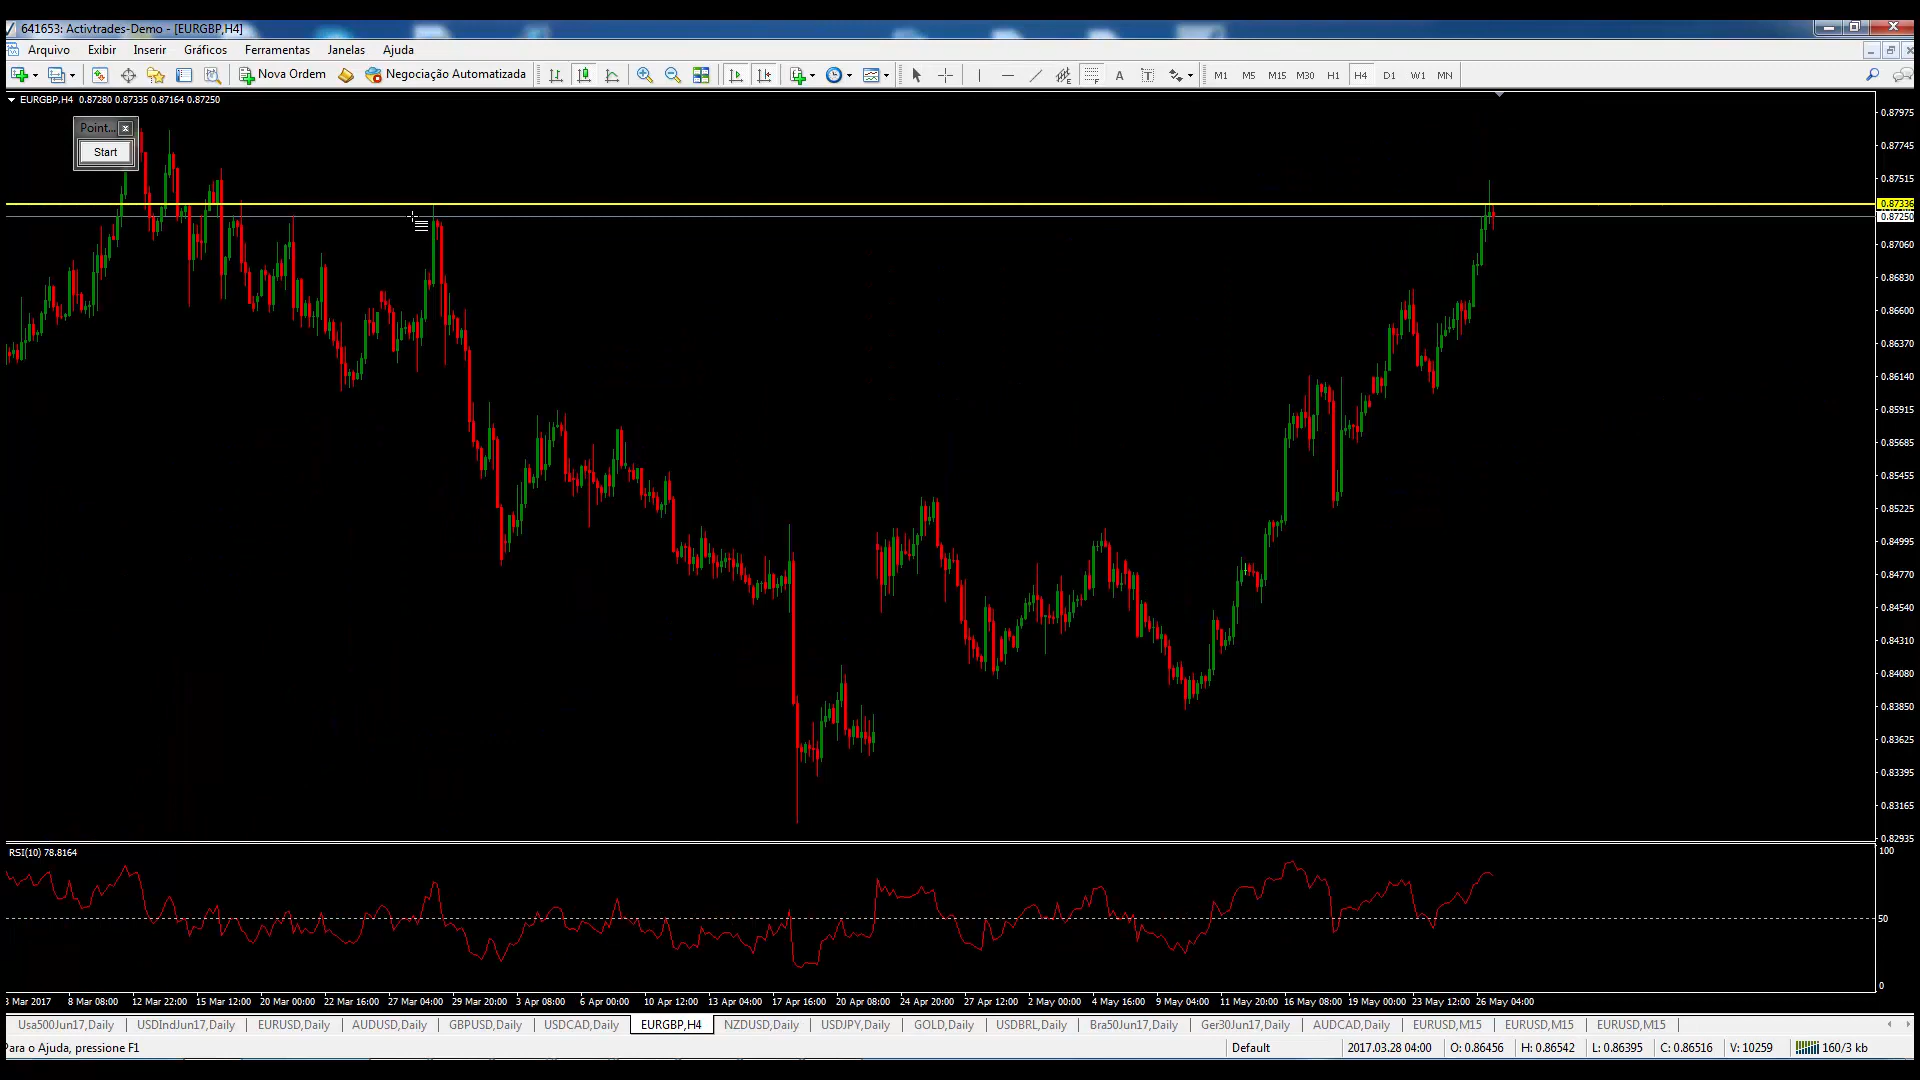 641653: Activtrades-Demo - [EURGBP,H4]
Arquivo Exibir Inserir Gráficos Ferramentas Janelas Ajuda
Nova Ordem Negociação Automatizada A T M1 M5 M15 M30 H1 H4 D1 W1 MN
EURGBP,H4 0.87280 0.87335 0.87164 0.87250
Point...
Start
0.87975
0.87745
0.87515
0.87336
0.87250
0.87060
0.86830
0.86600
0.86370
0.86140
0.85915
0.85685
0.85455
0.85225
0.84995
0.84770
0.84540
0.84310
0.84080
0.83850
0.83625
0.83395
0.83165
0.82935
RSI(10) 78.8164
100
50
0
3 Mar 2017 8 Mar 08:00 12 Mar 22:00 15 Mar 12:00 20 Mar 00:00 22 Mar 16:00 27 Mar 04:00 29 Mar 20:00 3 Apr 08:00 6 Apr 00:00 10 Apr 12:00 13 Apr 04:00 17 Apr 16:00 20 Apr 08:00 24 Apr 20:00 27 Apr 12:00 2 May 00:00 4 May 16:00 9 May 04:00 11 May 20:00 16 May 08:00 19 May 00:00 23 May 12:00 26 May 04:00
Usa500Jun17,Daily USDIndJun17,Daily EURUSD,Daily AUDUSD,Daily GBPUSD,Daily USDCAD,Daily EURGBP,H4 NZDUSD,Daily USDJPY,Daily GOLD,Daily USDBRL,Daily Bra50Jun17,Daily Ger30Jun17,Daily AUDCAD,Daily EURUSD,M15 EURUSD,M15 EURUSD,M15
Para o Ajuda, pressione F1 Default 2017.03.28 04:00 O: 0.86456 H: 0.86542 L: 0.86395 C: 0.86516 V: 10259 160/3 kb